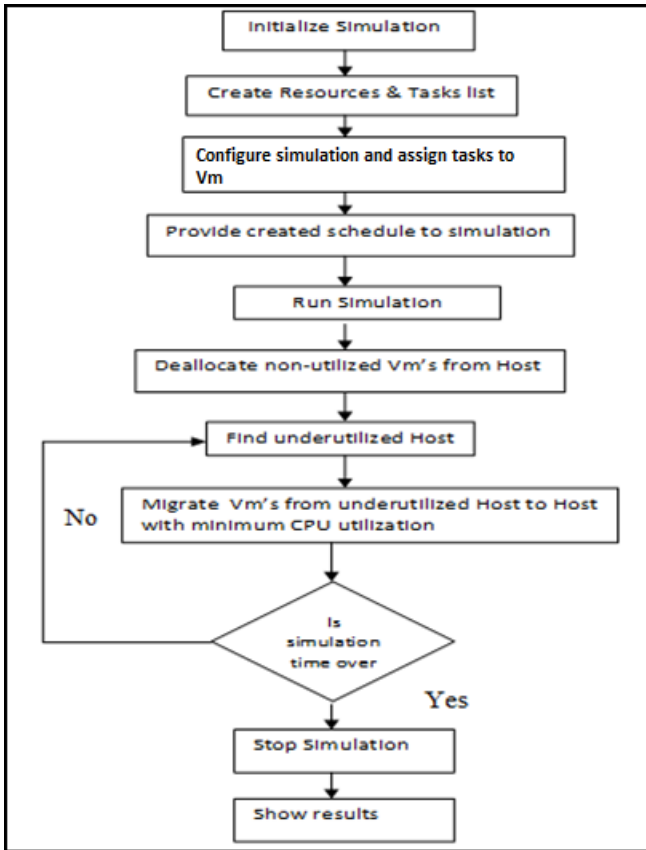 Initialize Simulation
Create Resources & Tasks list
Configure simulation and assign tasks to
Vm
Provide created schedule to simulation
Run Simulation
Deallocate non-utilized Vm's from Host
Find underutilized Host
Migrate Vm's from underutilized Host to Host
with minimum CPU utilization
No
Is
simulation
time over
Yes
Stop Simulation
Show results